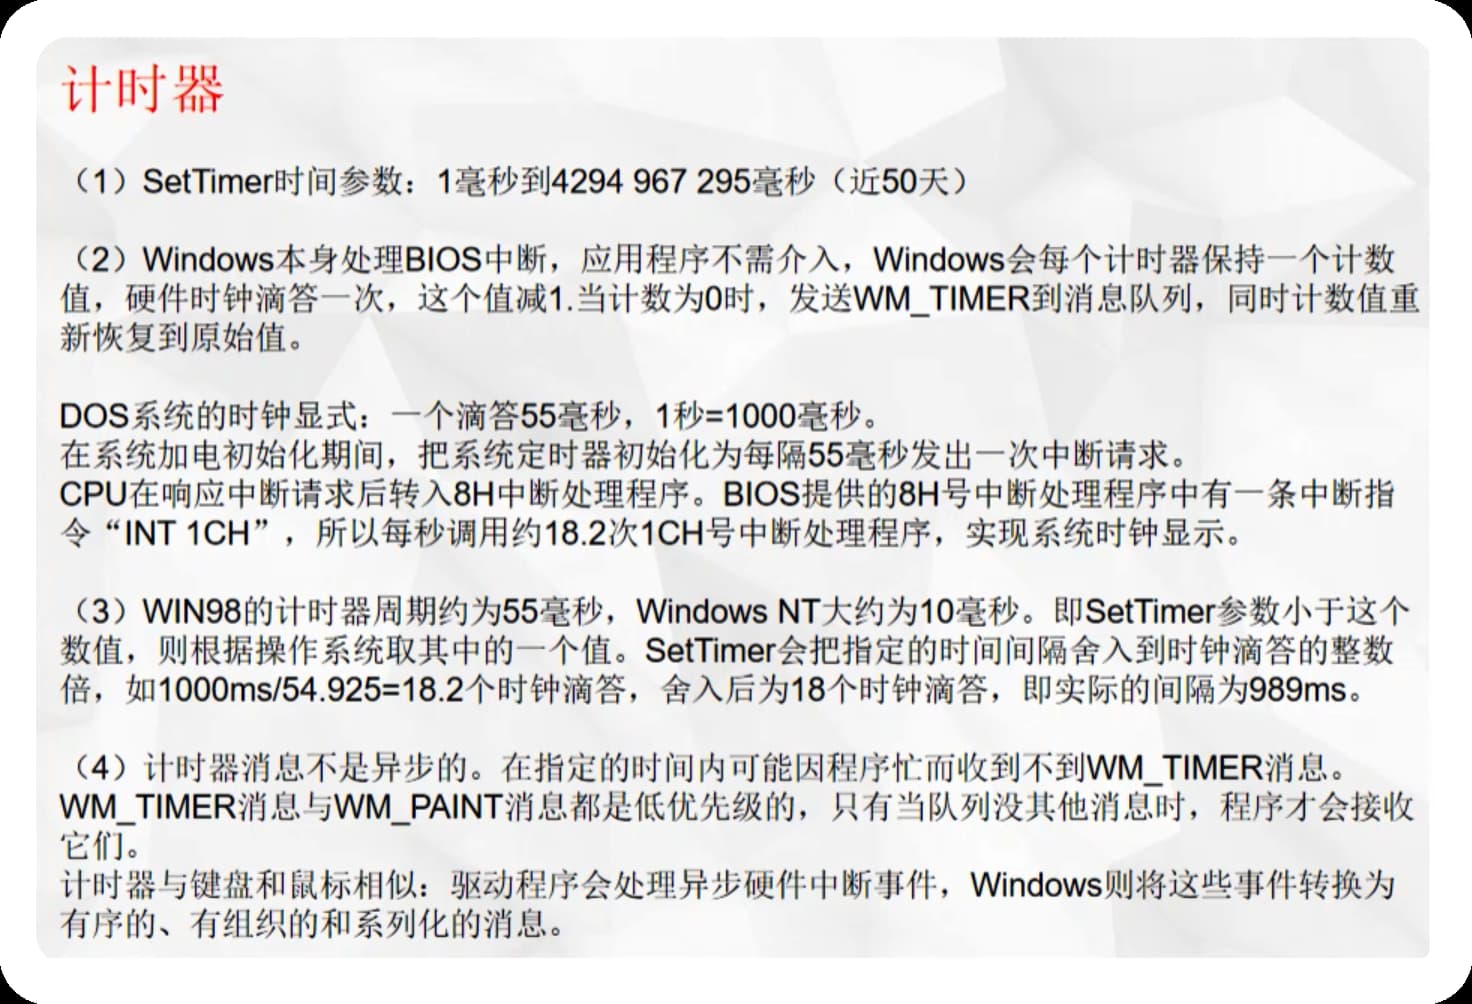 计时器
（1）SetTimer时间参数：1毫秒到4294 967 295毫秒（近50天）
（2）Windows本身处理BIOS中断，应用程序不需介入，Windows会每个计时器保持一个计数
值，硬件时钟滴答一次，这个值减1.当计数为0时，发送WM_TIMER到消息队列，同时计数值重
新恢复到原始值。
DOS系统的时钟显式：一个滴答55毫秒，1秒=1000毫秒。
在系统加电初始化期间，把系统定时器初始化为每隔55毫秒发出一次中断请求。
CPU在响应中断请求后转入8H中断处理程序。BIOS提供的8H号中断处理程序中有一条中断指
令“INT 1CH”，所以每秒调用约18.2次1CH号中断处理程序，实现系统时钟显示。
（3）WIN98的计时器周期约为55毫秒，Windows NT大约为10毫秒。即SetTimer参数小于这个
数值，则根据操作系统取其中的一个值。SetTimer会把指定的时间间隔舍入到时钟滴答的整数
倍，如1000ms/54.925=18.2个时钟滴答，舍入后为18个时钟滴答，即实际的间隔为989ms。
（4）计时器消息不是异步的。在指定的时间内可能因程序忙而收到不到WM_TIMER消息。
WM_TIMER消息与WM_PAINT消息都是低优先级的，只有当队列没其他消息时，程序才会接收
它们。
计时器与键盘和鼠标相似：驱动程序会处理异步硬件中断事件，Windows则将这些事件转换为
有序的、有组织的和系列化的消息。